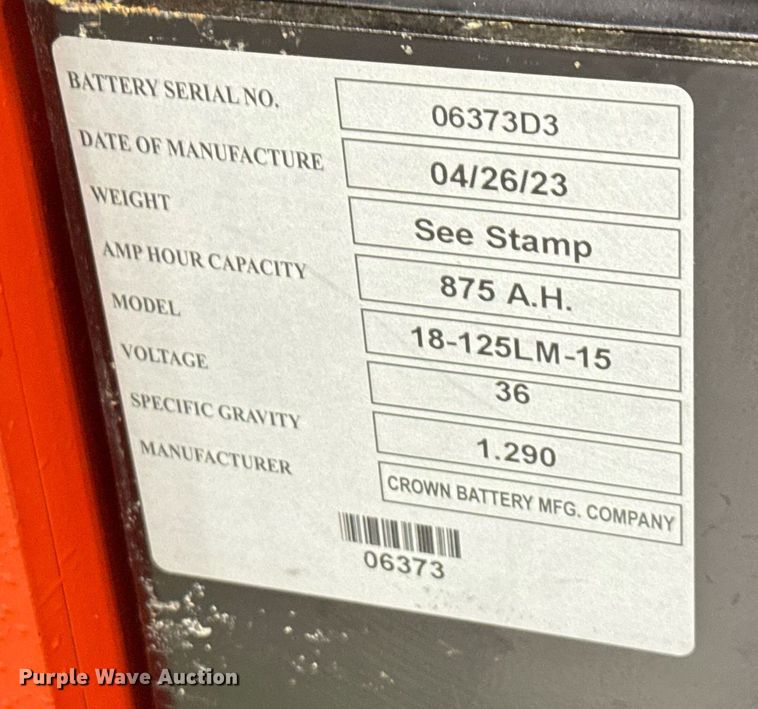 BATTERY SERIAL NO. 06373D3
DATE OF MANUFACTURE 04/26/23
WEIGHT See Stamp
AMP HOUR CAPACITY 875 A.H.
MODEL 18-125LM-15
VOLTAGE 36
SPECIFIC GRAVITY 1.290
MANUFACTURER CROWN BATTERY MFG. COMPANY
06373
Purple Wave Auction